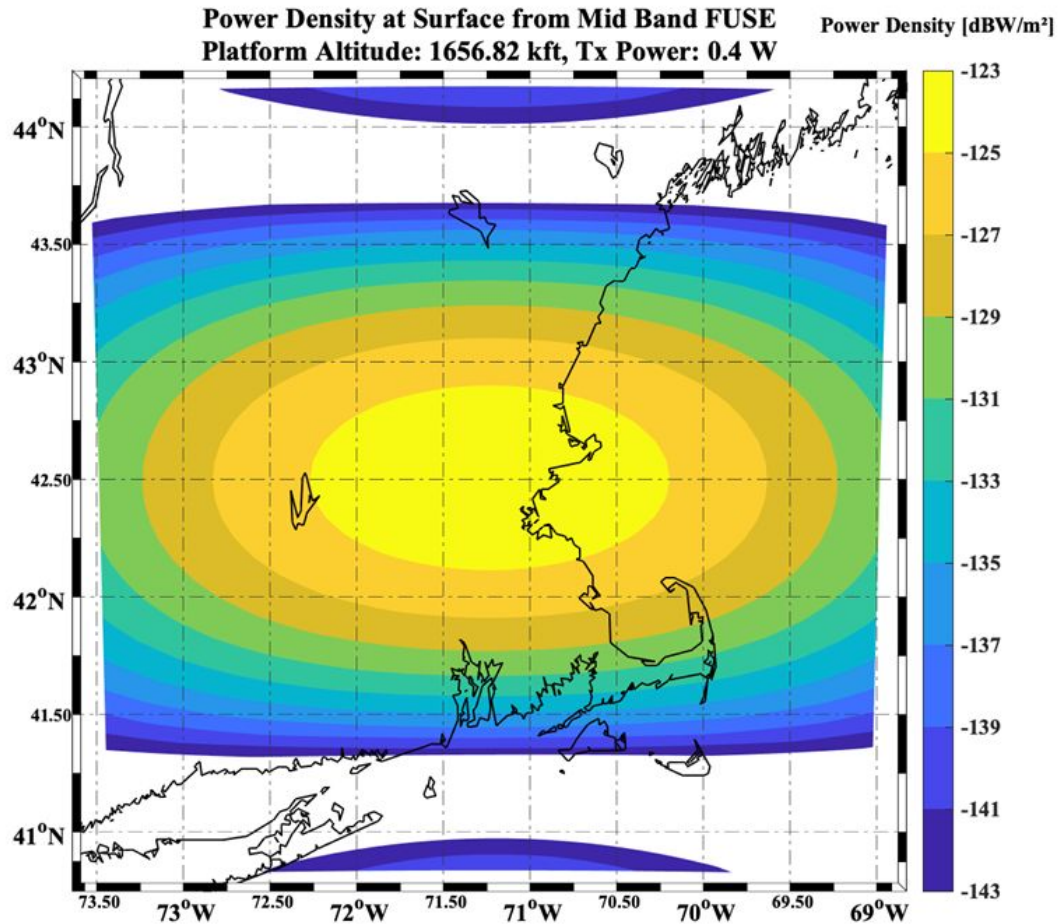 Power Density at Surface from Mid Band FUSE
Platform Altitude: 1656.82 kft, Tx Power: 0.4 W
Power Density [dBW/m²]
44°N
43.50
43°N
42.50
42°N
41.50
41°N
73.50
73°W
72.50
72°W
71.50
71°W
70.50
70°W
69.50
69°W
-123
-125
-127
-129
-131
-133
-135
-137
-139
-141
-143